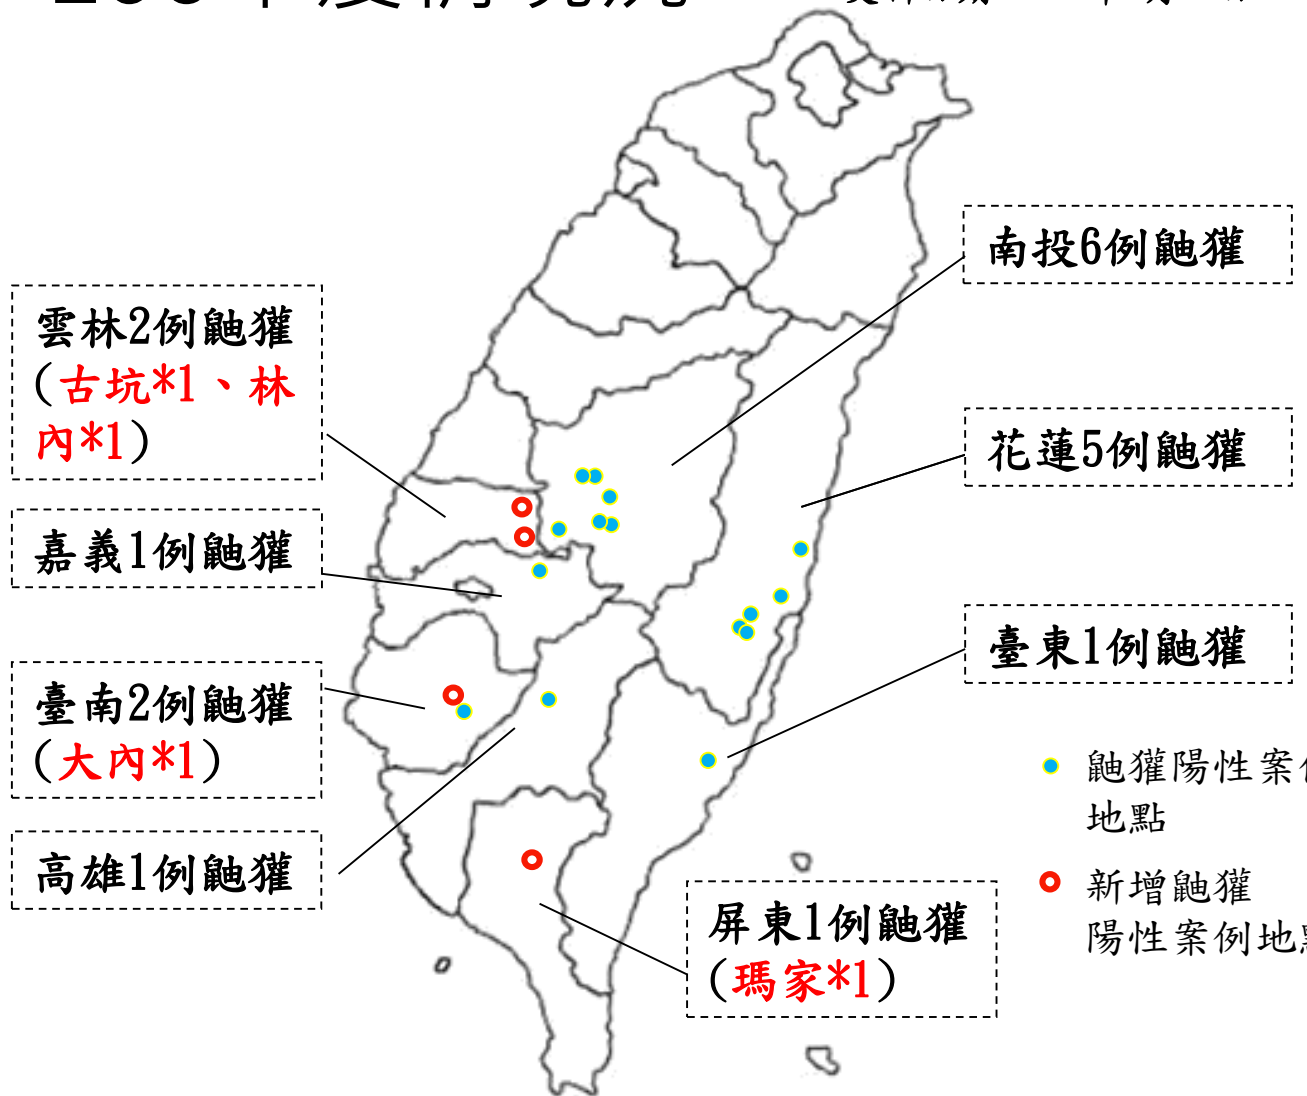 南投6例鼬獾
雲林2例鼬獾
(古坑*1、林
內*1)
花蓮5例鼬獾
嘉義1例鼬獾
臺東1例鼬獾
臺南2例鼬獾
(大內*1)
鼬獾陽性案例
地點
高雄1例鼬獾
新增鼬獾
陽性案例地點
屏東1例鼬獾
(瑪家*1)